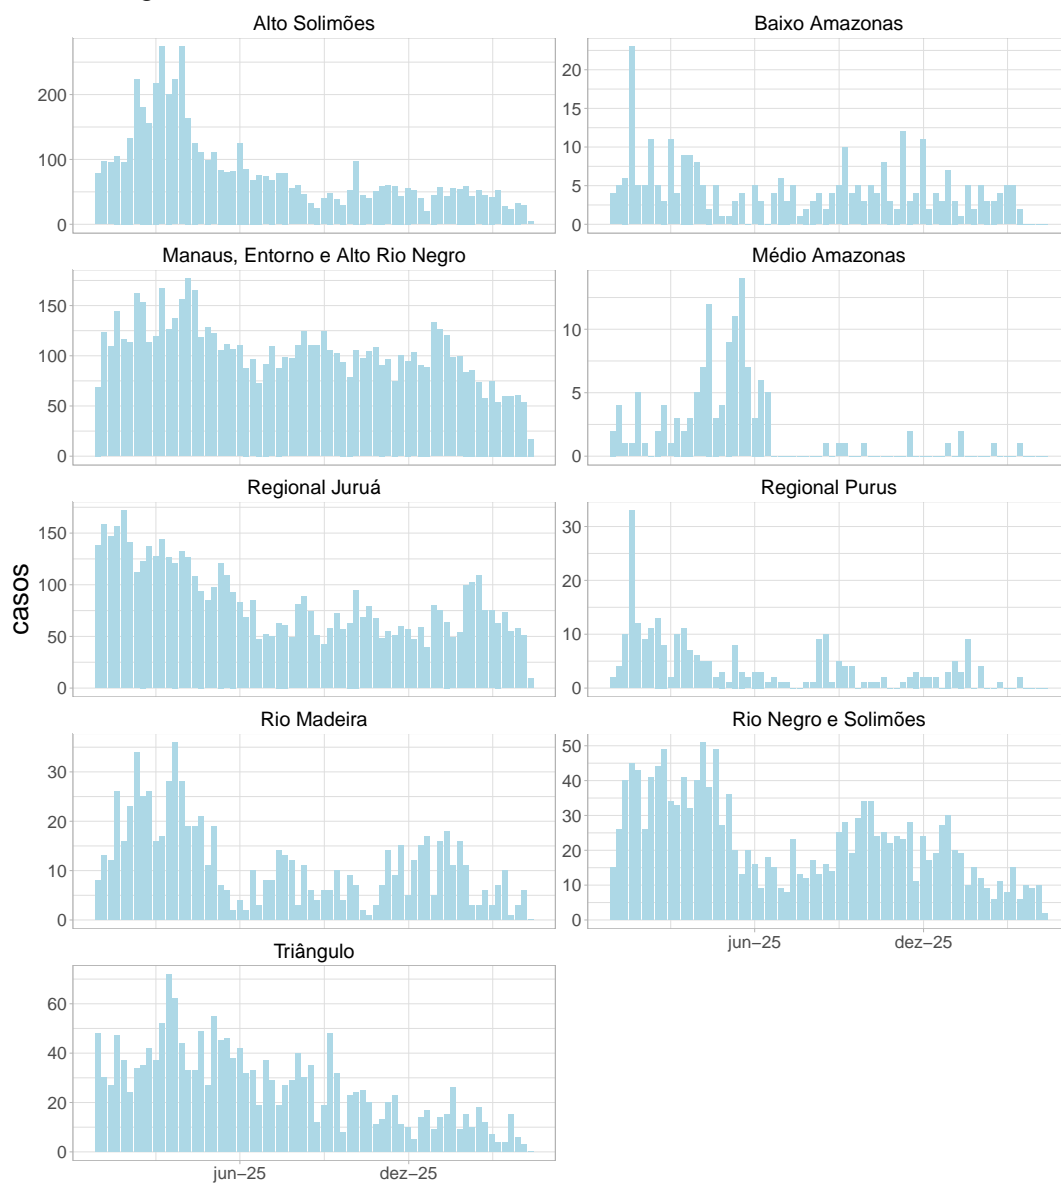 Alto Solimões
Baixo Amazonas
200
100
0
20
15
10
5
0
Manaus, Entorno e Alto Rio Negro
Médio Amazonas
150
100
50
0
10
5
0
Regional Juruá
Regional Purus
150
100
50
0
30
20
10
0
casos
Rio Madeira
Rio Negro e Solimões
30
20
10
0
50
40
30
20
10
0
jun−25
dez−25
Triângulo
60
40
20
0
jun−25
dez−25